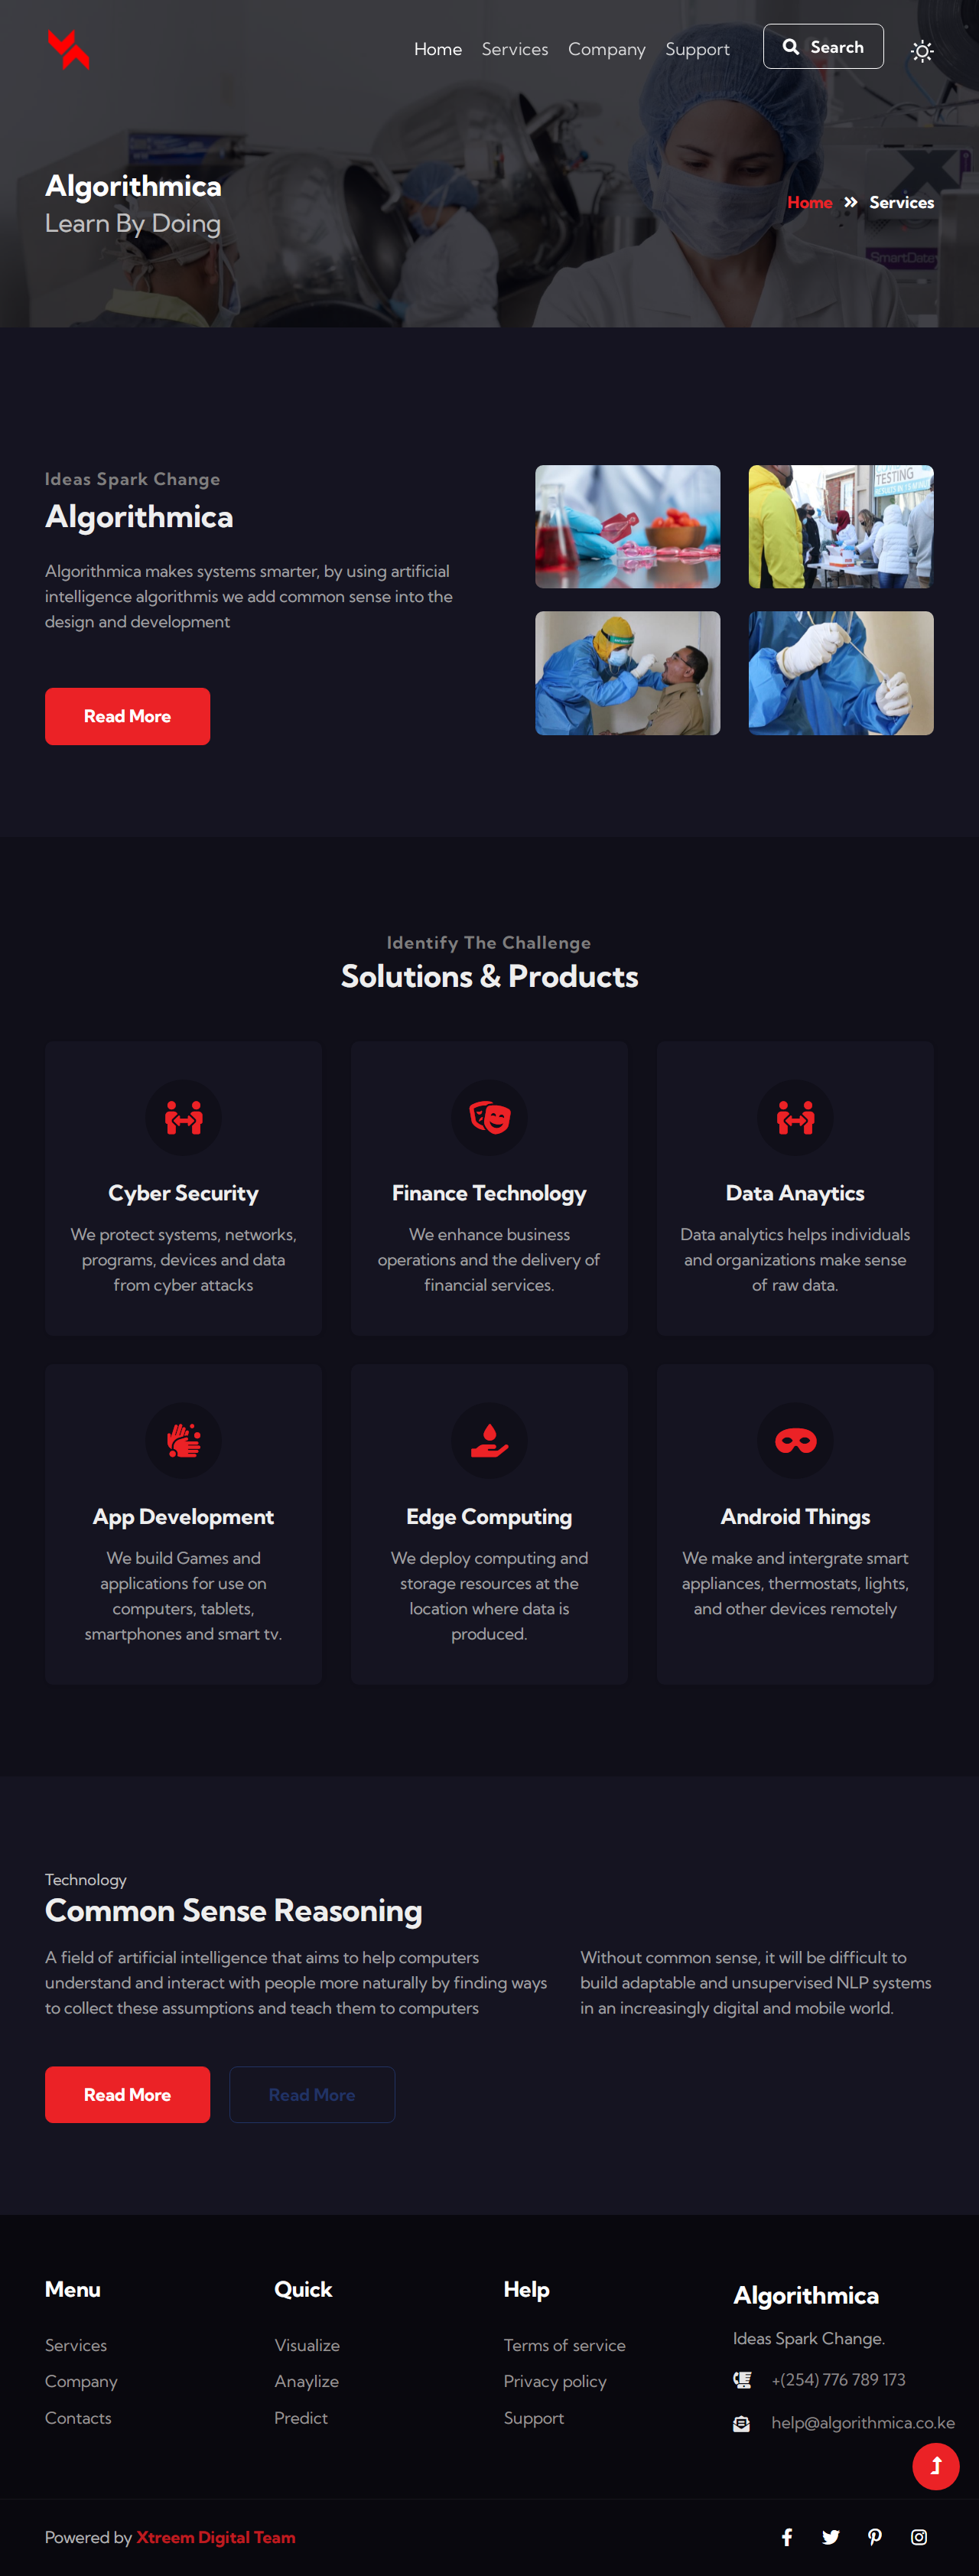 Home Services Company Support Search
Algorithmica
Learn By Doing
Home » Services
SmartDate
Ideas Spark Change
Algorithmica
Algorithmica makes systems smarter, by using artificial
intelligence algorithmis we add common sense into the
design and development
Read More
TESTING
Identify The Challenge
Solutions & Products
Cyber Security
We protect systems, networks,
programs, devices and data
from cyber attacks
Finance Technology
We enhance business
operations and the delivery of
financial services.
Data Anaytics
Data analytics helps individuals
and organizations make sense
of raw data.
App Development
We build Games and
applications for use on
computers, tablets,
smartphones and smart tv.
Edge Computing
We deploy computing and
storage resources at the
location where data is
produced.
Android Things
We make and intergrate smart
appliances, thermostats, lights,
and other devices remotely
Technology
Common Sense Reasoning
A field of artificial intelligence that aims to help computers
understand and interact with people more naturally by finding ways
to collect these assumptions and teach them to computers
Without common sense, it will be difficult to
build adaptable and unsupervised NLP systems
in an increasingly digital and mobile world.
Read More
Read More
Menu
Services
Company
Contacts
Quick
Visualize
Anaylize
Predict
Help
Terms of service
Privacy policy
Support
Algorithmica
Ideas Spark Change.
+(254) 776 789 173
help@algorithmica.co.ke
Powered by Xtreem Digital Team